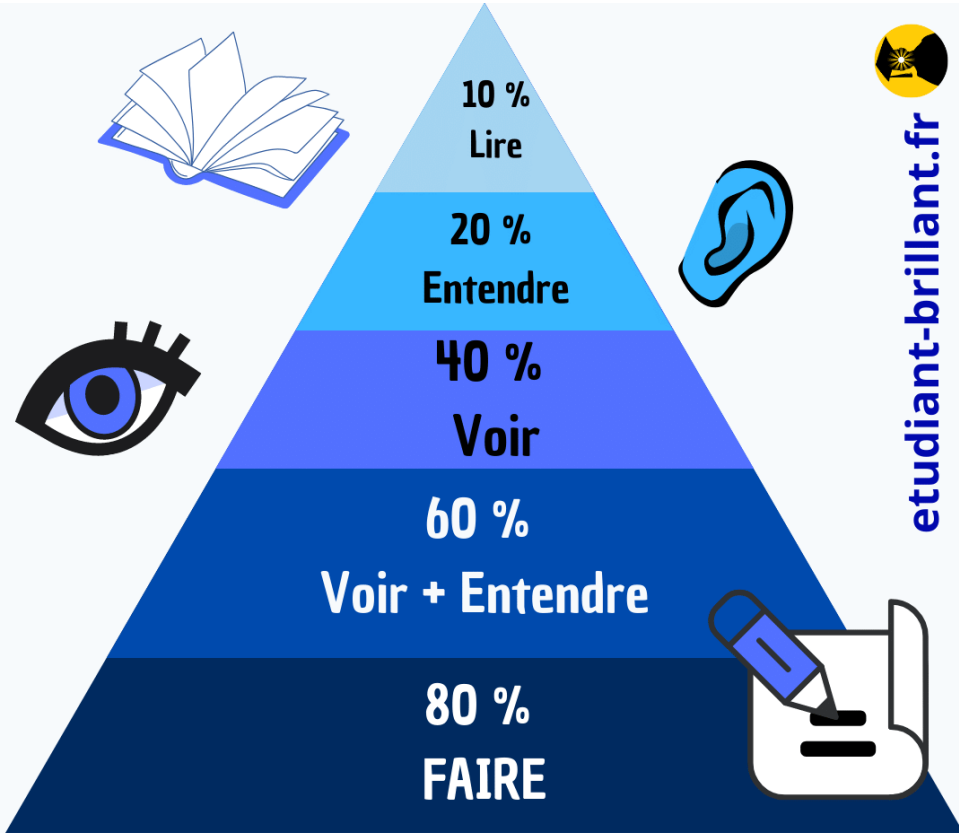 10 %
Lire
20 %
Entendre
40 %
Voir
60 %
Voir + Entendre
80 %
FAIRE
etudiant-brillant.fr